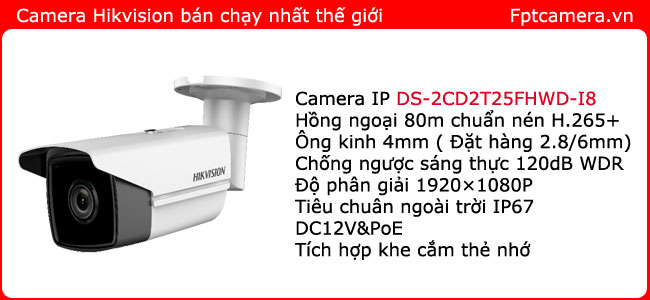 Camera Hikvision bán chạy nhất thế giới
Fptcamera.vn
HIKVISION
Camera IP DS-2CD2T25FHWD-I8
Hồng ngoại 80m chuẩn nén H.265+
Ông kinh 4mm ( Đặt hàng 2.8/6mm)
Chống ngược sáng thực 120dB WDR
Độ phân giải 1920×1080P
Tiêu chuân ngoài trời IP67
DC12V&PoE
Tích hợp khe cắm thẻ nhớ